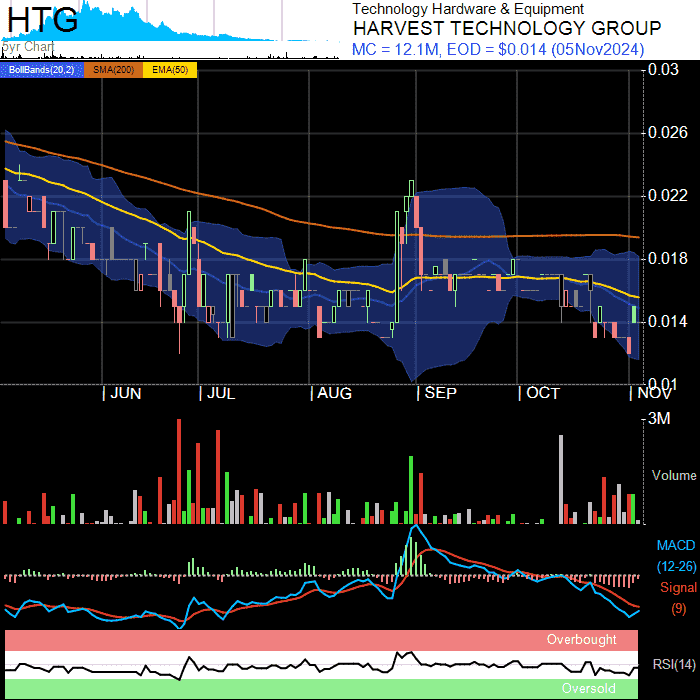 HTG
5yr Chart
Technology Hardware & Equipment
HARVEST TECHNOLOGY GROUP
MC = 12.1M, EOD = $0.014 (05Nov2024)
BollBands(20,2) SMA(200) EMA(50)
0.03
0.026
0.022
0.018
0.014
0.01
JUN JUL AUG SEP OCT NOV
3M
Volume
MACD
(12-26)
Signal
(9)
Overbought
RSI(14)
Oversold